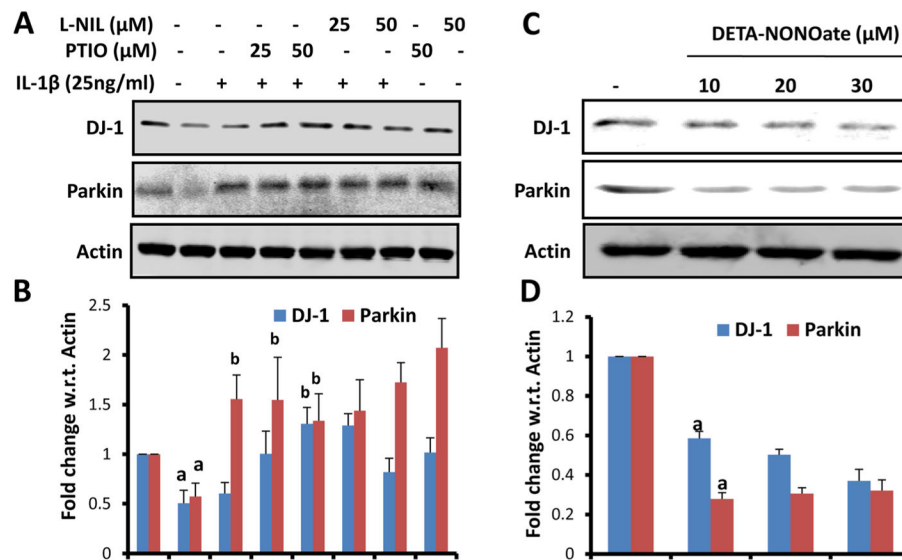 A
L-NIL (μM) - - - - - 25 50 - 50
PTIO (μM) - - - 25 50 - - 50 -
IL-1β (25ng/ml) - + + + + + - -
DJ-1
Parkin
Actin
B
Fold change w.r.t. Actin
2.5
2
1.5
1
0.5
0
DJ-1 Parkin
a a b b b b
C
DETA-NONOate (μM)
- 10 20 30
DJ-1
Parkin
Actin
D
Fold change w.r.t. Actin
1.2
1
0.8
0.6
0.4
0.2
0
DJ-1 Parkin
a
a